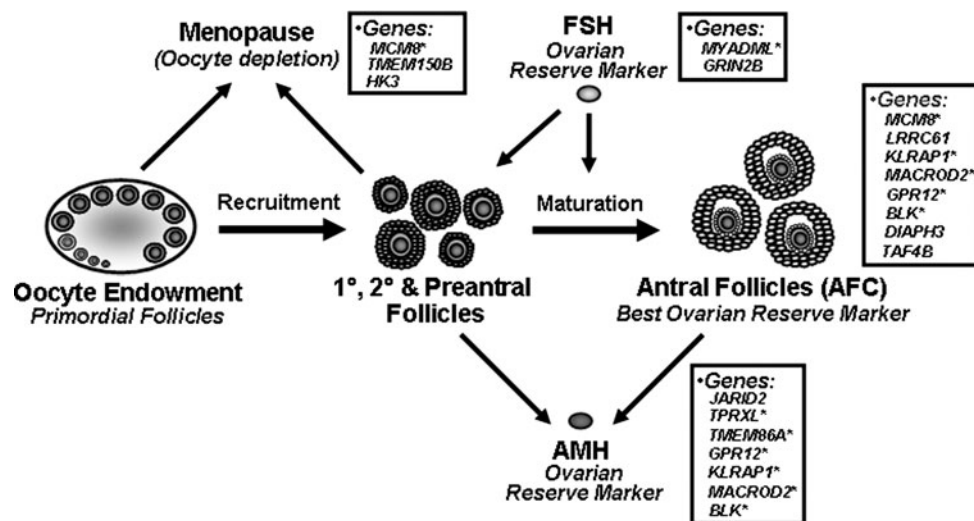 Menopause
(Oocyte depletion)
•Genes:
MCM8*
TMEM150B
HK3
FSH
Ovarian
Reserve Marker
•Genes:
MYADML*
GRIN2B
•Genes:
MCM8*
LRRC61
KLRAP1*
MACROD2*
GPR12*
BLK*
DIAPH3
TAF4B
Recruitment
Maturation
Oocyte Endowment
Primordial Follicles
1°, 2° & Preantral
Follicles
Antral Follicles (AFC)
Best Ovarian Reserve Marker
AMH
Ovarian
Reserve Marker
•Genes:
JARID2
TPRXL*
TMEM86A*
GPR12*
KLRAP1*
MACROD2*
BLK*